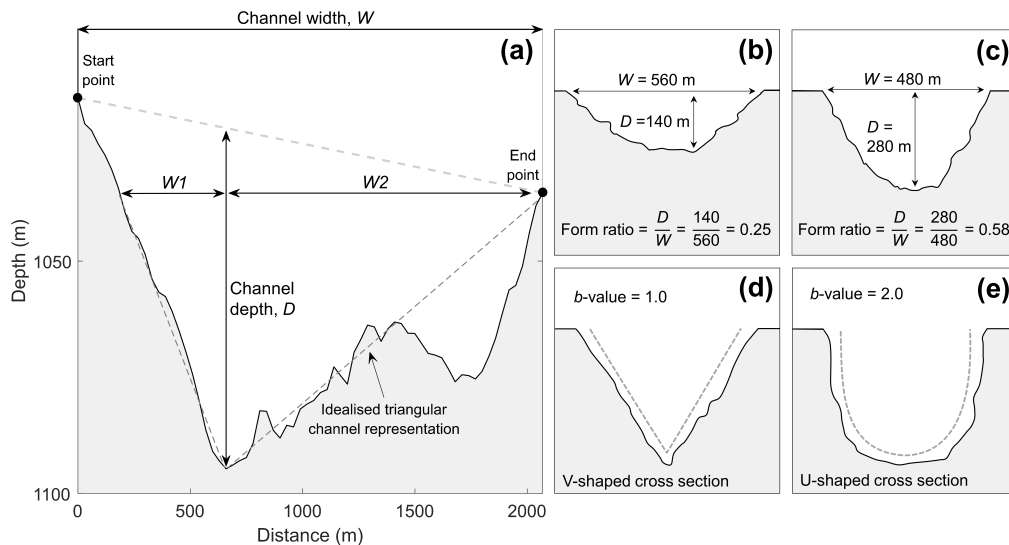 Channel width, W
(a)
Start
point
W1
W2
End
point
Channel
depth, D
Idealised triangular
channel representation
Depth (m)
1050
1100
0
500
1000
1500
2000
Distance (m)
(b)
W = 560 m
D =140 m
Form ratio = D/W = 140/560 = 0.25
(c)
W = 480 m
D =
280 m
Form ratio = D/W = 280/480 = 0.58
(d)
b-value = 1.0
V-shaped cross section
(e)
b-value = 2.0
U-shaped cross section